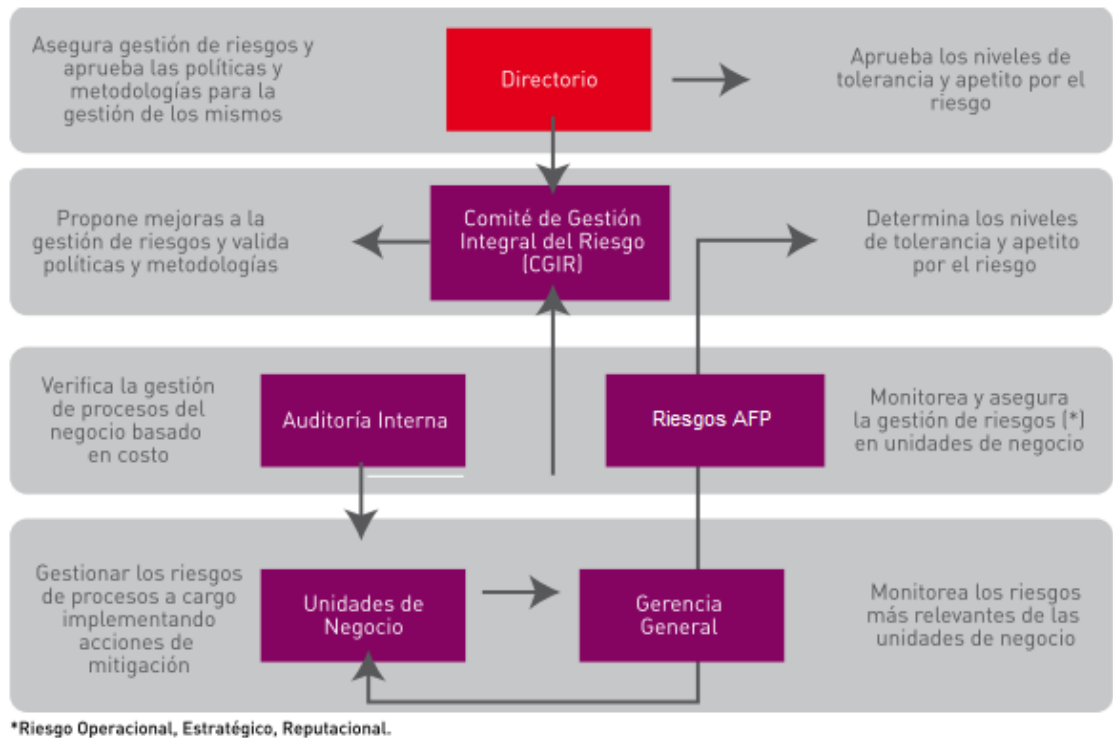 Asegura gestión de riesgos y
aprueba las políticas y
metodologías para la
gestión de los mismos
Directorio
Aprueba los niveles de
tolerancia y apetito por el
riesgo
Propone mejoras a la
gestión de riesgos y valida
políticas y metodologías
Comité de Gestión
Integral del Riesgo
(CGIR)
Determina los niveles
de tolerancia y apetito
por el riesgo
Verifica la gestión
de procesos del
negocio basado
en costo
Auditoría Interna
Riesgos AFP
Monitorea y asegura
la gestión de riesgos (*)
en unidades de negocio
Gestionar los riesgos
de procesos a cargo
implementando
acciones de
mitigación
Unidades de
Negocio
Gerencia
General
Monitorea los riesgos
más relevantes de las
unidades de negocio
*Riesgo Operacional, Estratégico, Reputacional.